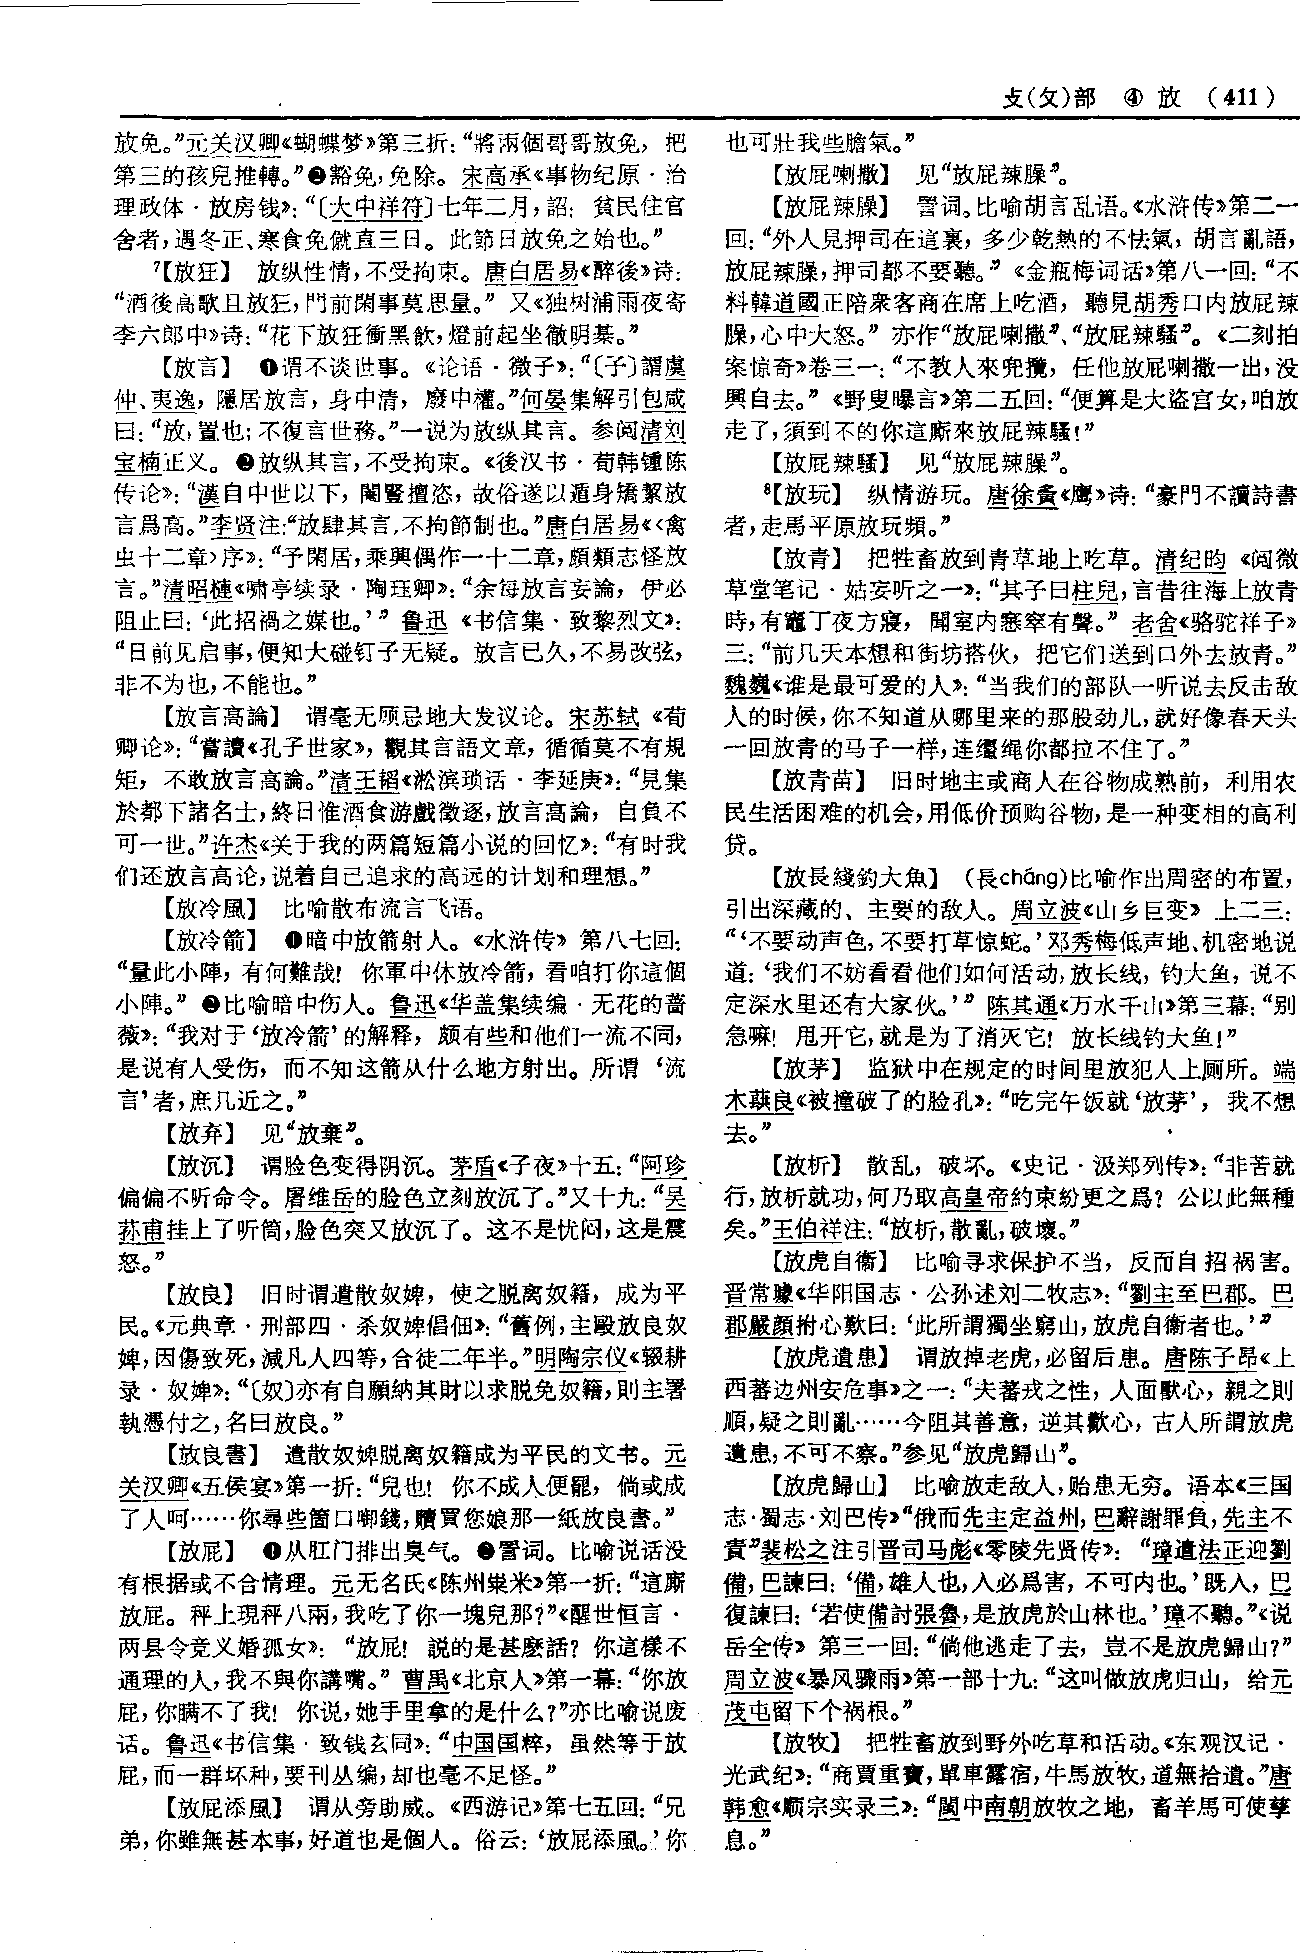 攴(攵)部　④　放　(411)
放免。”元关汉卿《蝴蝶梦》第三折：“將兩個哥哥放免，把
第三的孩兒推轉。”❷豁免，免除。宋高承《事物纪原·治
理政体·放房钱》：“〔大中祥符〕七年二月，詔：貧民住官
舍者，遇冬正、寒食免僦直三日。此節日放免之始也。”
⁷【放狂】　放纵性情，不受拘束。唐白居易《醉後》诗：
“酒後高歌且放狂，門前閑事莫思量。”又《独树浦雨夜寄
李六郎中》诗：“花下放狂衝黑飲，燈前起坐徹明棊。”
【放言】　❶谓不谈世事。《论语·微子》：“〔子〕謂虞
仲、夷逸，隱居放言，身中清，廢中權。”何晏集解引包咸
曰：“放，置也；不復言世務。”一说为放纵其言。参阅清刘
宝楠正义。❷放纵其言，不受拘束。《後汉书·荀韩锺陈
传论》：“漢自中世以下，閹豎擅恣，故俗遂以遁身矯絜放
言爲高。”李贤注：“放肆其言，不拘節制也。”唐白居易《〈禽
虫十二章〉序》：“予閑居，乘興偶作一十二章，頗類志怪放
言。”清昭槤《啸亭续录·陶珏卿》：“余每放言妄論，伊必
阻止曰：‘此招禍之媒也。’”鲁迅《书信集·致黎烈文》：
“日前见启事，便知大碰钉子无疑。放言已久，不易改弦，
非不为也，不能也。”
【放言高論】　谓毫无顾忌地大发议论。宋苏轼《荀
卿论》：“嘗讀《孔子世家》，觀其言語文章，循循莫不有規
矩，不敢放言高論。”清王韬《淞滨琐话·李延庚》：“見集
於都下諸名士，終日惟酒食游戲徵逐，放言高論，自負不
可一世。”许杰《关于我的两篇短篇小说的回忆》：“有时我
们还放言高论，说着自己追求的高远的计划和理想。”
【放冷風】　比喻散布流言飞语。
【放冷箭】　❶暗中放箭射人。《水浒传》第八七回：
“量此小陣，有何難哉！你軍中休放冷箭，看咱打你這個
小陣。”❷比喻暗中伤人。鲁迅《华盖集续编·无花的蔷
薇》：“我对于‘放冷箭’的解释，颇有些和他们一流不同，
是说有人受伤，而不知这箭从什么地方射出。所谓‘流
言’者，庶几近之。”
【放弃】　见“放棄”。
【放沉】　谓脸色变得阴沉。茅盾《子夜》十五：“阿珍
偏偏不听命令。屠维岳的脸色立刻放沉了。”又十九：“吴
荪甫挂上了听筒，脸色突又放沉了。这不是忧闷，这是震
怒。”
【放良】　旧时谓遣散奴婢，使之脱离奴籍，成为平
民。《元典章·刑部四·杀奴婢倡佃》：“舊例，主毆放良奴
婢，因傷致死，減凡人四等，合徒二年半。”明陶宗仪《辍耕
录·奴婢》：“〔奴〕亦有自願納其財以求脱免奴籍，則主署
執憑付之，名曰放良。”
【放良書】　遣散奴婢脱离奴籍成为平民的文书。元
关汉卿《五侯宴》第一折：“兒也！你不成人便罷，倘或成
了人呵……你尋些箇口啣錢，贖買您娘那一紙放良書。”
【放屁】　❶从肛门排出臭气。❷詈词。比喻说话没
有根据或不合情理。元无名氏《陈州粜米》第一折：“這廝
放屁。秤上現秤八兩，我吃了你一塊兒那？”《醒世恒言·
两县令竞义婚孤女》：“放屁！説的是甚麽話？你這樣不
通理的人，我不與你講嘴。”曹禺《北京人》第一幕：“你放
屁，你瞒不了我！你说，她手里拿的是什么？”亦比喻说废
话。鲁迅《书信集·致钱玄同》：“中国国粹，虽然等于放
屁，而一群坏种，要刊丛编，却也毫不足怪。”
【放屁添風】　谓从旁助威。《西游记》第七五回：“兄
弟，你雖無甚本事，好道也是個人。俗云：‘放屁添風。’你
也可壯我些膽氣。”
【放屁喇撒】　见“放屁辣臊”。
【放屁辣臊】　詈词。比喻胡言乱语。《水浒传》第二一
回：“外人見押司在這裏，多少乾熱的不怯氣，胡言亂語，
放屁辣臊，押司都不要聽。”《金瓶梅词话》第八一回：“不
料韓道國正陪衆客商在席上吃酒，聽見胡秀口内放屁辣
臊，心中大怒。”亦作“放屁喇撒”、“放屁辣騷”。《二刻拍
案惊奇》卷三一：“不教人來兜攬，任他放屁喇撒一出，没
興自去。”《野叟曝言》第二五回：“便算是大盜宫女，咱放
走了，須到不的你這廝來放屁辣騷！”
【放屁辣騷】　见“放屁辣臊”。
⁸【放玩】　纵情游玩。唐徐夤《鹰》诗：“豪門不讀詩書
者，走馬平原放玩頻。”
【放青】　把牲畜放到青草地上吃草。清纪昀《阅微
草堂笔记·姑妄听之一》：“其子曰柱兒，言昔往海上放青
時，有竈丁夜方寢，聞室内窸窣有聲。”老舍《骆驼祥子》
三：“前几天本想和街坊搭伙，把它们送到口外去放青。”
魏巍《谁是最可爱的人》：“当我们的部队一听说去反击敌
人的时候，你不知道从哪里来的那股劲儿，就好像春天头
一回放青的马子一样，连缰绳你都拉不住了。”
【放青苗】　旧时地主或商人在谷物成熟前，利用农
民生活困难的机会，用低价预购谷物，是一种变相的高利
贷。
【放長綫釣大魚】　（長cháng）比喻作出周密的布置，
引出深藏的、主要的敌人。周立波《山乡巨变》上二三：
“‘不要动声色，不要打草惊蛇。’邓秀梅低声地、机密地说
道：‘我们不妨看看他们如何活动，放长线，钓大鱼，说不
定深水里还有大家伙。’”陈其通《万水千山》第三幕：“别
急嘛！甩开它，就是为了消灭它！放长线钓大鱼！”
【放茅】　监狱中在规定的时间里放犯人上厕所。端
木蕻良《被撞破了的脸孔》：“吃完午饭就‘放茅’，我不想
去。”
【放析】　散乱，破坏。《史记·汲郑列传》：“非苦就
行，放析就功，何乃取高皇帝約束紛更之爲？公以此無種
矣。”王伯祥注：“放析，散亂，破壞。”
【放虎自衛】　比喻寻求保护不当，反而自招祸害。
晋常璩《华阳国志·公孙述刘二牧志》：“劉主至巴郡。巴
郡嚴顔拊心歎曰：‘此所謂獨坐窮山，放虎自衛者也。’”
【放虎遺患】　谓放掉老虎，必留后患。唐陈子昂《上
西蕃边州安危事》之一：“夫蕃戎之性，人面獸心，親之則
順，疑之則亂……今阻其善意，逆其歡心，古人所謂放虎
遺患，不可不察。”参见“放虎歸山”。
【放虎歸山】　比喻放走敌人，贻患无穷。语本《三国
志·蜀志·刘巴传》“俄而先主定益州，巴辭謝罪負，先主不
責”裴松之注引晋司马彪《零陵先贤传》：“璋遣法正迎劉
備，巴諫曰：‘備，雄人也，入必爲害，不可内也。’既入，巴
復諫曰：‘若使備討張魯，是放虎於山林也。’璋不聽。”《说
岳全传》第三一回：“倘他逃走了去，豈不是放虎歸山？”
周立波《暴风骤雨》第一部十九：“这叫做放虎归山，给元
茂屯留下个祸根。”
【放牧】　把牲畜放到野外吃草和活动。《东观汉记·
光武纪》：“商賈重寶，單車露宿，牛馬放牧，道無拾遺。”唐
韩愈《顺宗实录三》：“閩中南朝放牧之地，畜羊馬可使孳
息。”